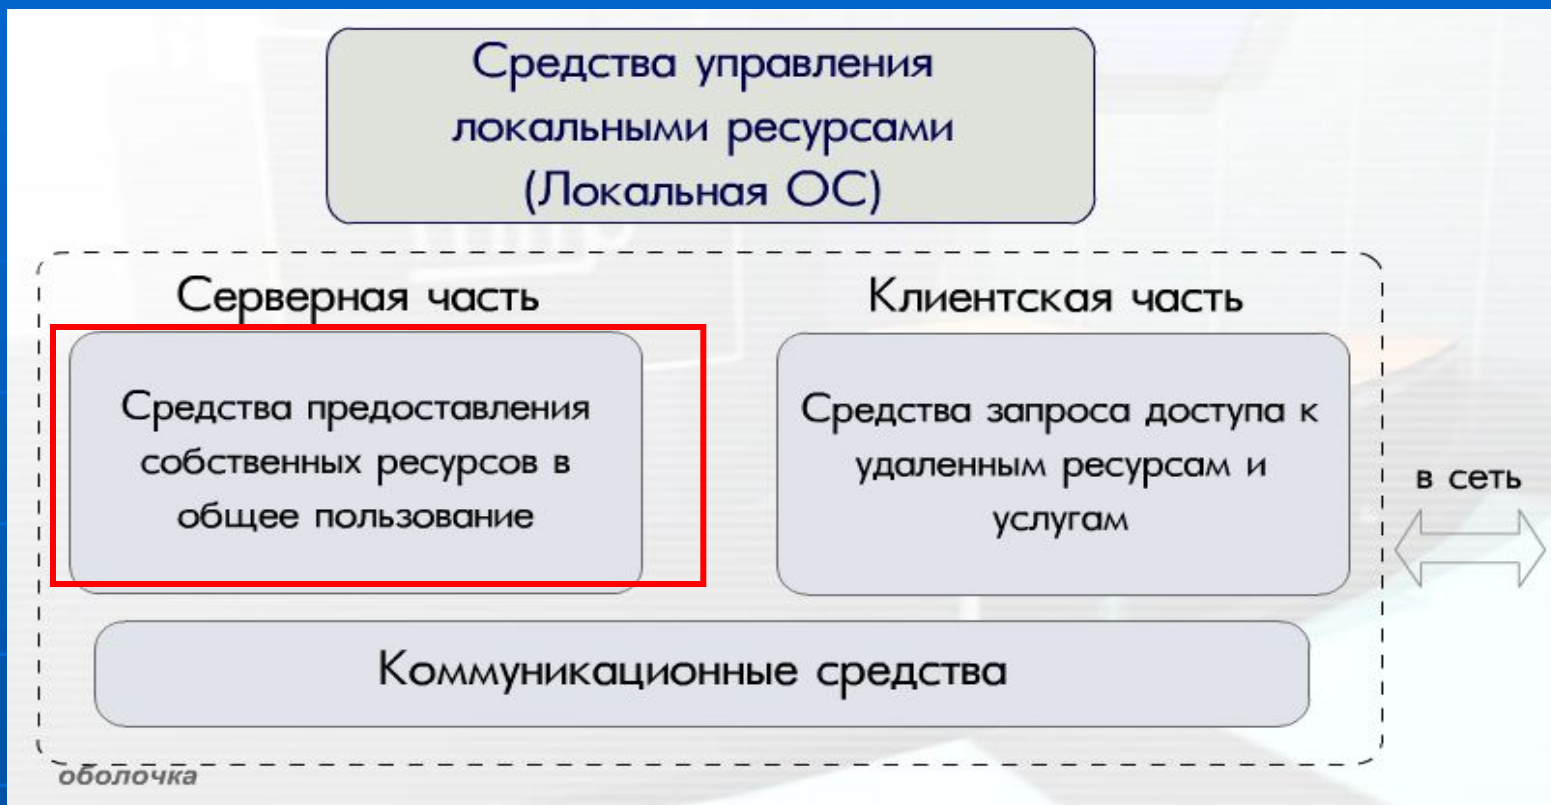 Средства управления
локальными ресурсами
(Локальная ОС)
Серверная часть
Клиентская часть
Средства предоставления
собственных ресурсов в
общее пользование
Средства запроса доступа к
удаленным ресурсам и
услугам
в сеть
Коммуникационные средства
оболочка